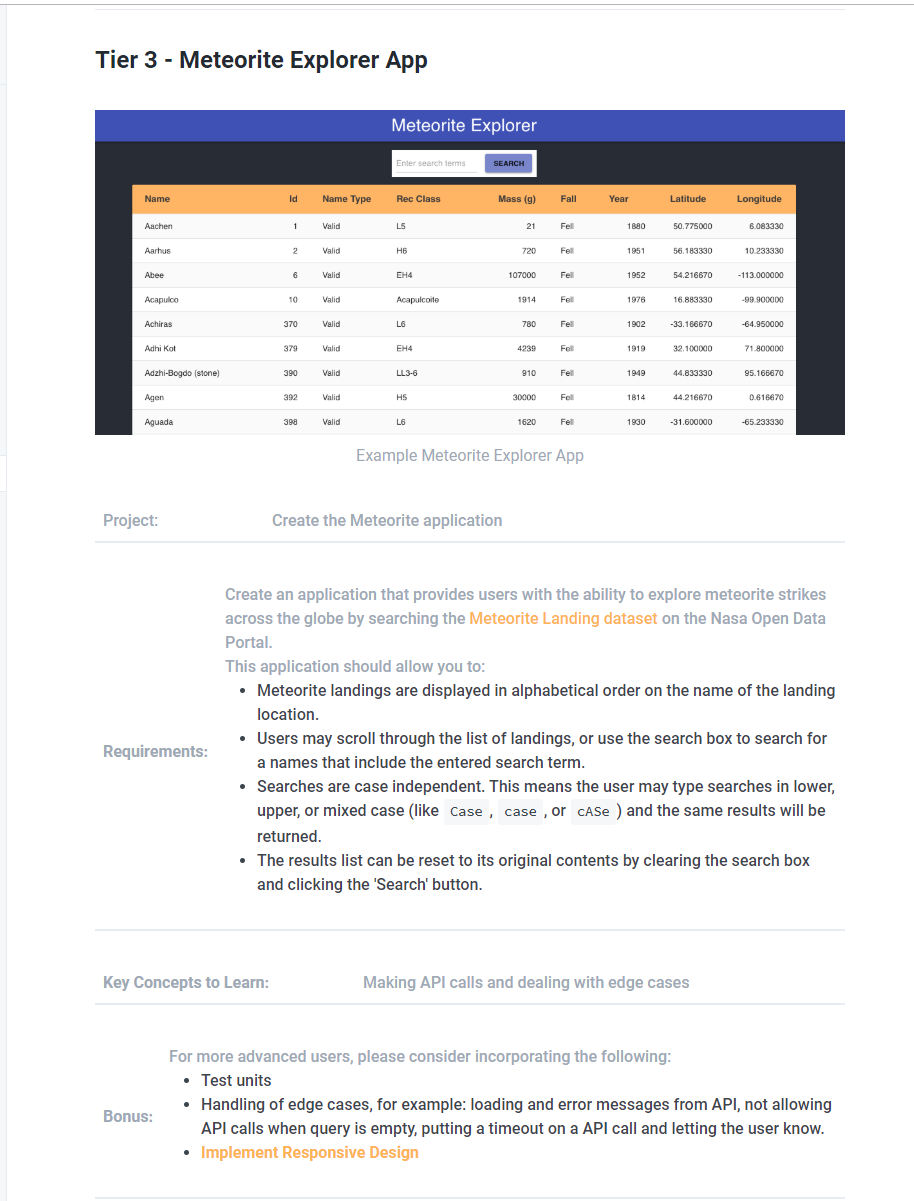 Tier 3 - Meteorite Explorer App
Meteorite Explorer
Enter search terms SEARCH
Name Id Name Type Rec Class Mass (g) Fall Year Latitude Longitude
Aachen 1 Valid L5 21 Fell 1880 50.775000 6.083330
Aarhus 2 Valid H6 720 Fell 1951 56.183330 10.233330
Abee 6 Valid EH4 107000 Fell 1952 54.216670 -113.000000
Acapulco 10 Valid Acapulcoite 1914 Fell 1976 16.883330 -99.900000
Achiras 370 Valid L6 780 Fell 1902 -33.166670 -64.950000
Adhi Kot 379 Valid EH4 4239 Fell 1919 32.100000 71.800000
Adzhi-Bogdo (stone) 390 Valid LL3-6 910 Fell 1949 44.833330 95.166670
Agen 392 Valid H5 30000 Fell 1814 44.216670 0.616670
Aguada 398 Valid L6 1620 Fell 1930 -31.600000 -65.233330
Example Meteorite Explorer App
Project: Create the Meteorite application
Requirements:
Create an application that provides users with the ability to explore meteorite strikes
across the globe by searching the Meteorite Landing dataset on the Nasa Open Data
Portal.
This application should allow you to:
• Meteorite landings are displayed in alphabetical order on the name of the landing
location.
• Users may scroll through the list of landings, or use the search box to search for
a names that include the entered search term.
• Searches are case independent. This means the user may type searches in lower,
upper, or mixed case (like Case , case , or cASe ) and the same results will be
returned.
• The results list can be reset to its original contents by clearing the search box
and clicking the 'Search' button.
Key Concepts to Learn: Making API calls and dealing with edge cases
Bonus:
For more advanced users, please consider incorporating the following:
• Test units
• Handling of edge cases, for example: loading and error messages from API, not allowing
API calls when query is empty, putting a timeout on a API call and letting the user know.
• Implement Responsive Design